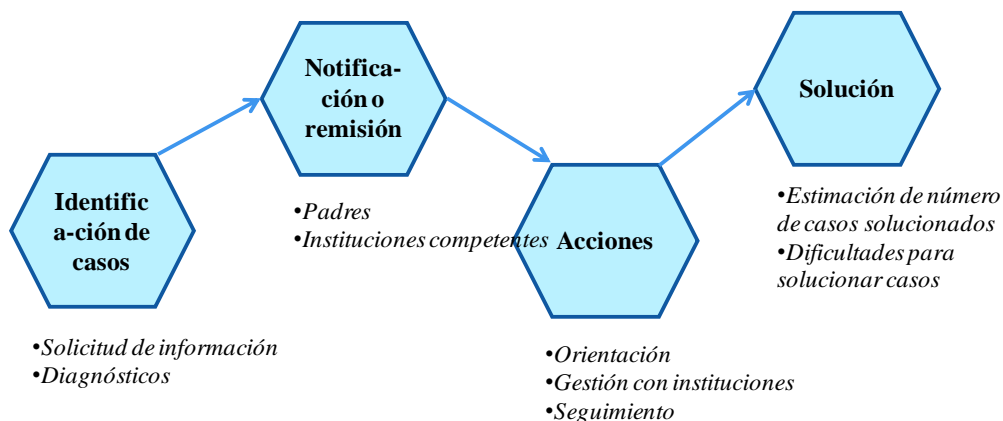 Identific
a-ción de
casos
•Solicitud de información
•Diagnósticos
Notifica-
ción o
remisión
•Padres
•Instituciones competentes
Acciones
•Orientación
•Gestión con instituciones
•Seguimiento
Solución
•Estimación de número
de casos solucionados
•Dificultades para
solucionar casos